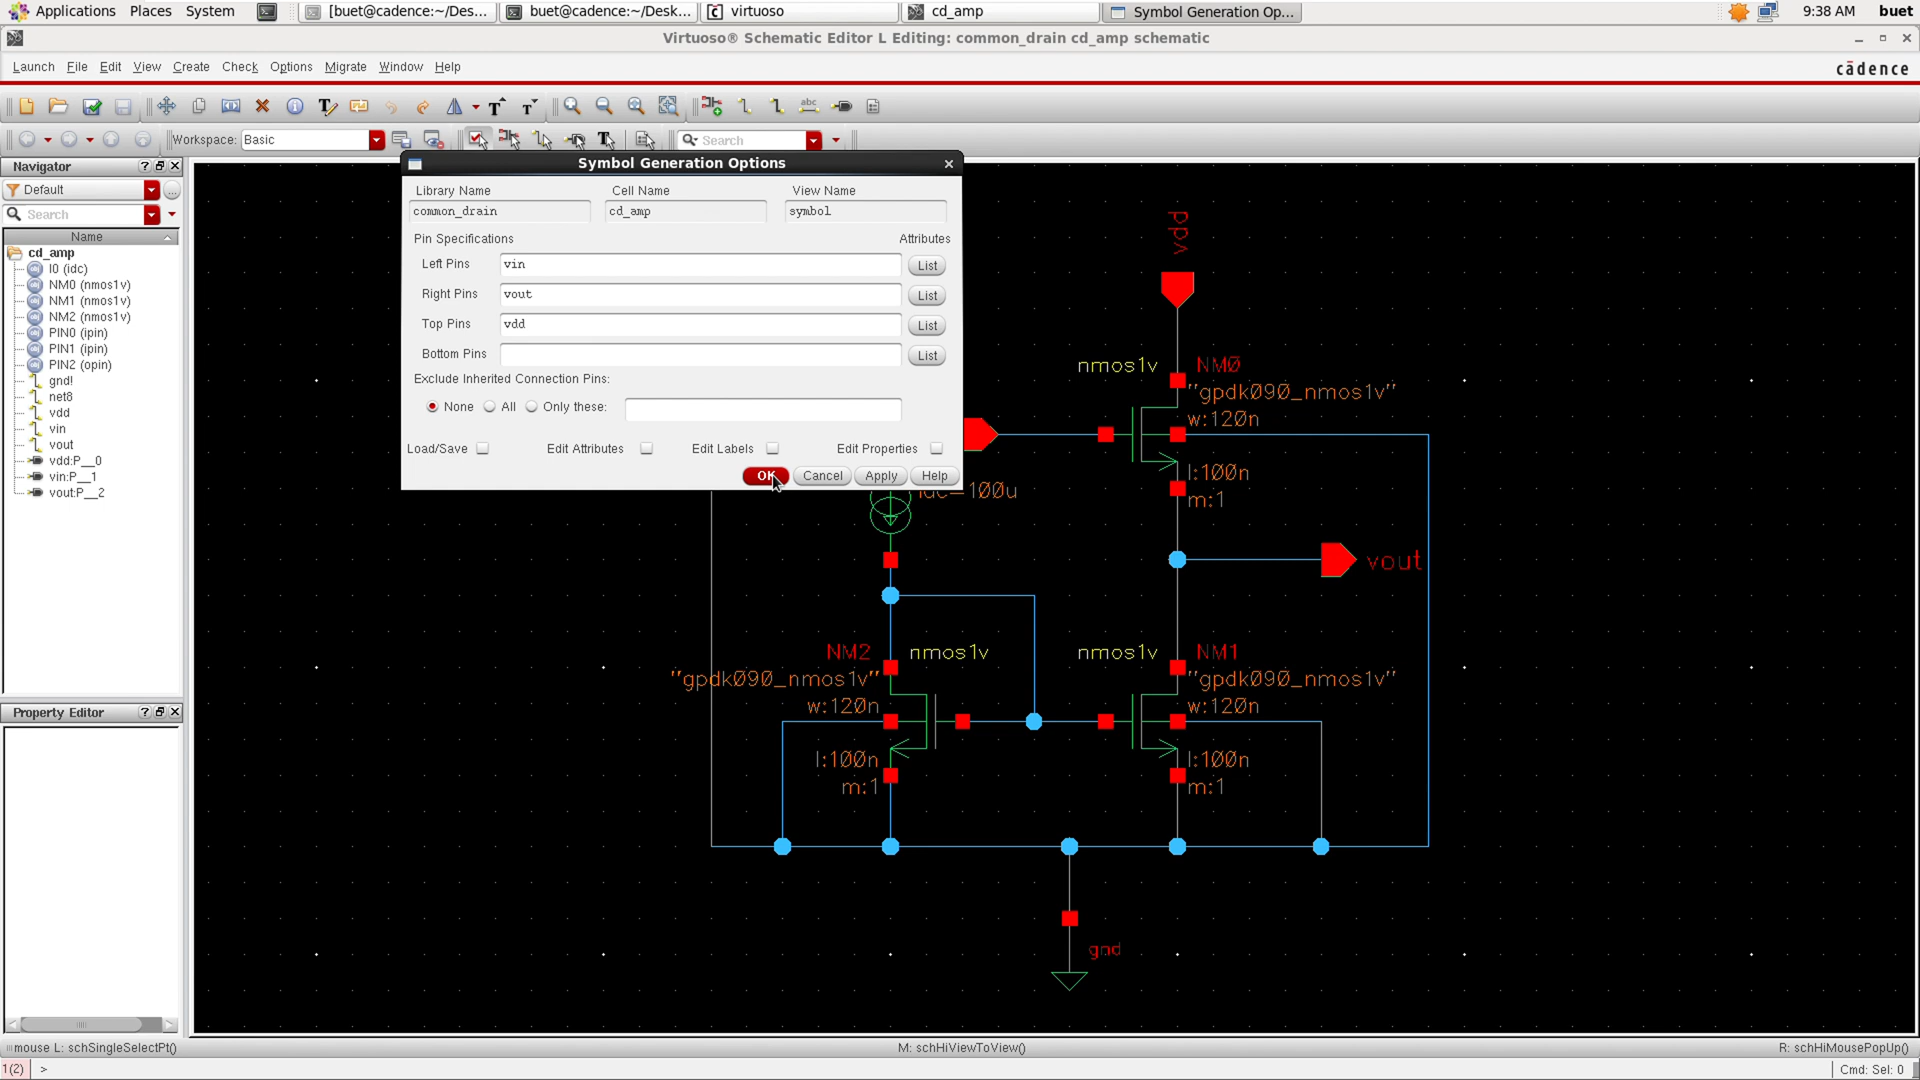 Applications Places System [buet@cadence:~/Des... buet@cadence:~/Desk... virtuoso cd_amp Symbol Generation Op... 9:38 AM buet
Virtuoso® Schematic Editor L Editing: common_drain cd_amp schematic
Launch File Edit View Create Check Options Migrate Window Help cādence
Workspace: Basic Search
Navigator
Default
Search
Name
cd_amp
I0 (idc)
NM0 (nmos1v)
NM1 (nmos1v)
NM2 (nmos1v)
PIN0 (ipin)
PIN1 (ipin)
PIN2 (opin)
gnd!
net8
vdd
vin
vout
vdd:P__0
vin:P__1
vout:P__2
Property Editor
Symbol Generation Options
Library Name Cell Name View Name
common_drain cd_amp symbol
Pin Specifications Attributes
Left Pins vin List
Right Pins vout List
Top Pins vdd List
Bottom Pins List
Exclude Inherited Connection Pins:
None All Only these:
Load/Save Edit Attributes Edit Labels Edit Properties
OK Cancel Apply Help
vdd
nmos1v NM0
"gpdk090_nmos1v"
w:120n
l:100n
m:1
idc=100u
vout
NM2 nmos1v
"gpdk090_nmos1v"
w:120n
l:100n
m:1
nmos1v NM1
"gpdk090_nmos1v"
w:120n
l:100n
m:1
gnd
mouse L: schSingleSelectPt() M: schHiViewToView() R: schHiMousePopUp()
1(2) > Cmd: Sel: 0